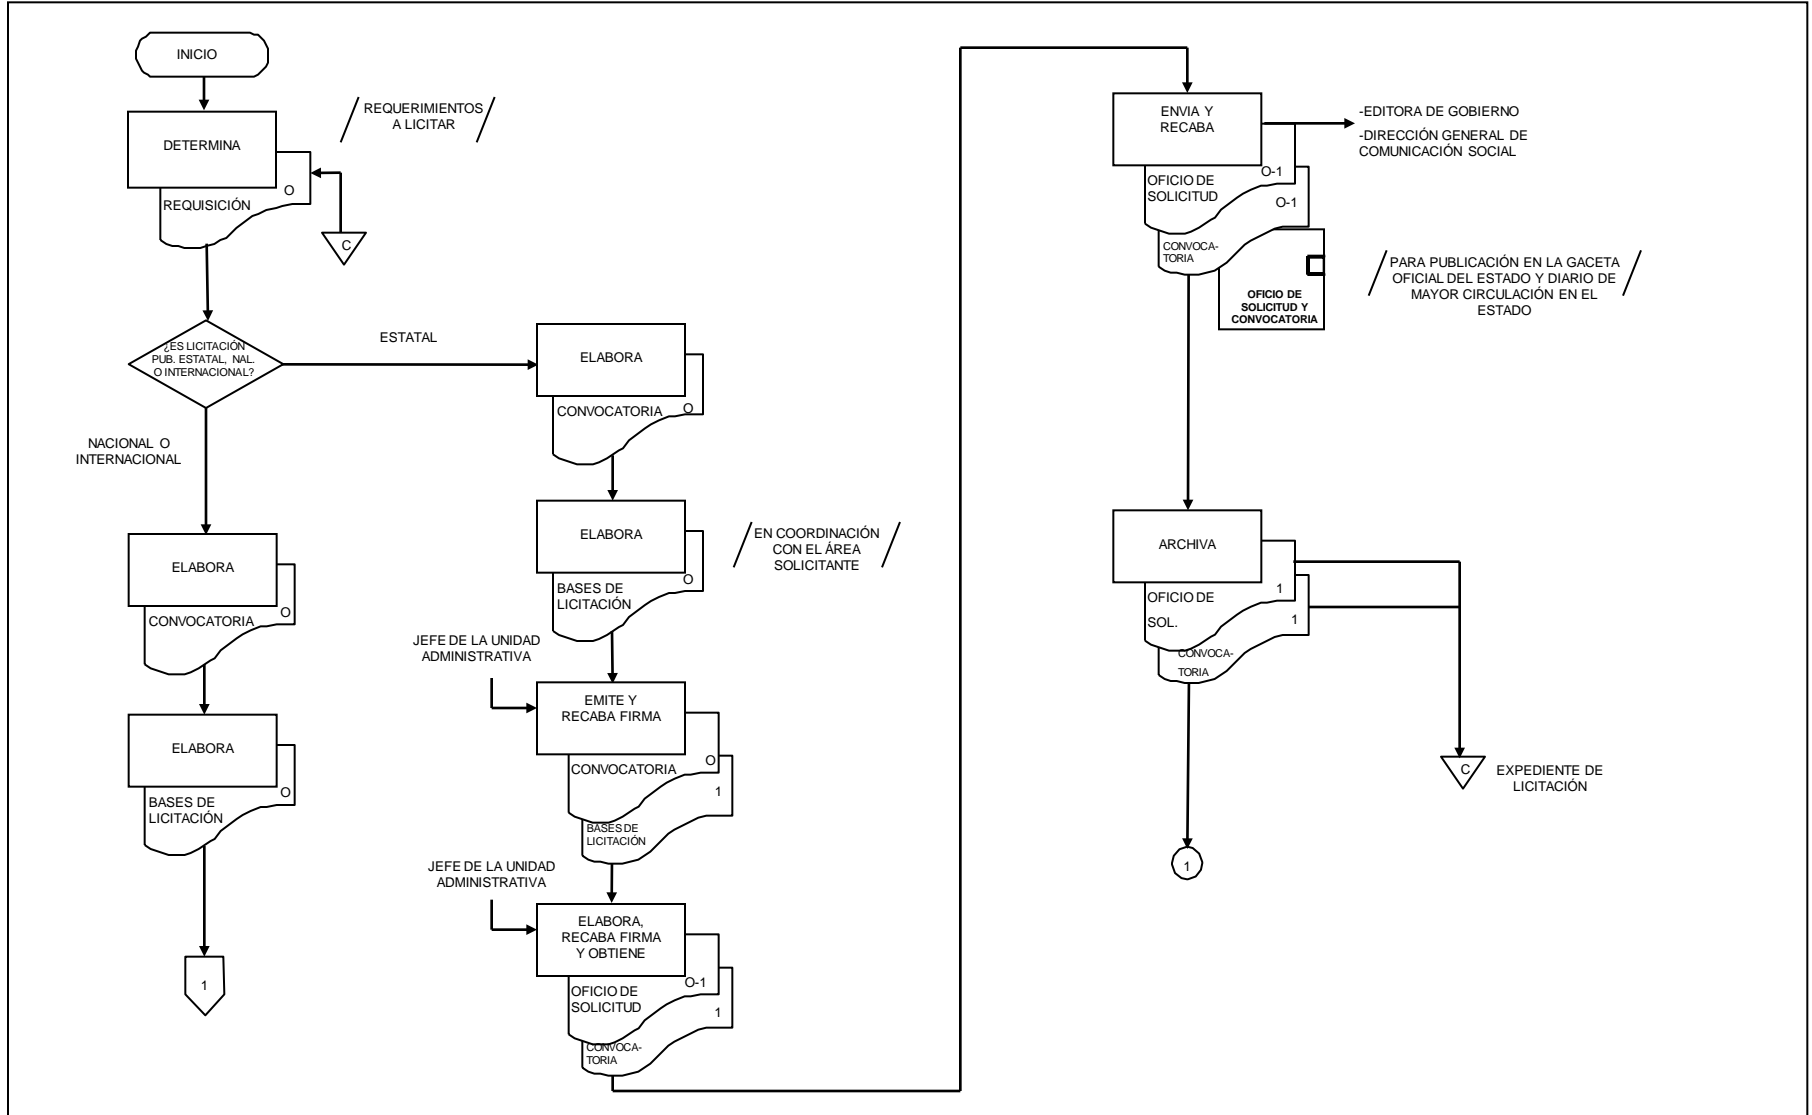 INICIO
DETERMINA
REQUERIMIENTOS
A LICITAR
O
REQUISICIÓN
C
¿ES LICITACIÓN
PUB. ESTATAL, NAL.
O INTERNACIONAL?
ESTATAL
NACIONAL O
INTERNACIONAL
ELABORA
O
CONVOCATORIA
ELABORA
O
BASES DE
LICITACIÓN
1
ELABORA
CONVOCATORIA
O
ELABORA
O
BASES DE
LICITACIÓN
EN COORDINACIÓN
CON EL ÁREA
SOLICITANTE
JEFE DE LA UNIDAD
ADMINISTRATIVA
EMITE Y
RECABA FIRMA
O
CONVOCATORIA
1
BASES DE
LICITACIÓN
JEFE DE LA UNIDAD
ADMINISTRATIVA
ELABORA,
RECABA FIRMA
Y OBTIENE
O-1
OFICIO DE
SOLICITUD
1
CONVOCA-
TORIA
ENVIA Y
RECABA
-EDITORA DE GOBIERNO
-DIRECCIÓN GENERAL DE
COMUNICACIÓN SOCIAL
O-1
OFICIO DE
SOLICITUD
O-1
CONVOCA-
TORIA
OFICIO DE
SOLICITUD Y
CONVOCATORIA
PARA PUBLICACIÓN EN LA GACETA
OFICIAL DEL ESTADO Y DIARIO DE
MAYOR CIRCULACIÓN EN EL
ESTADO
ARCHIVA
1
OFICIO DE
SOL.
1
CONVOCA-
TORIA
C
EXPEDIENTE DE
LICITACIÓN
1